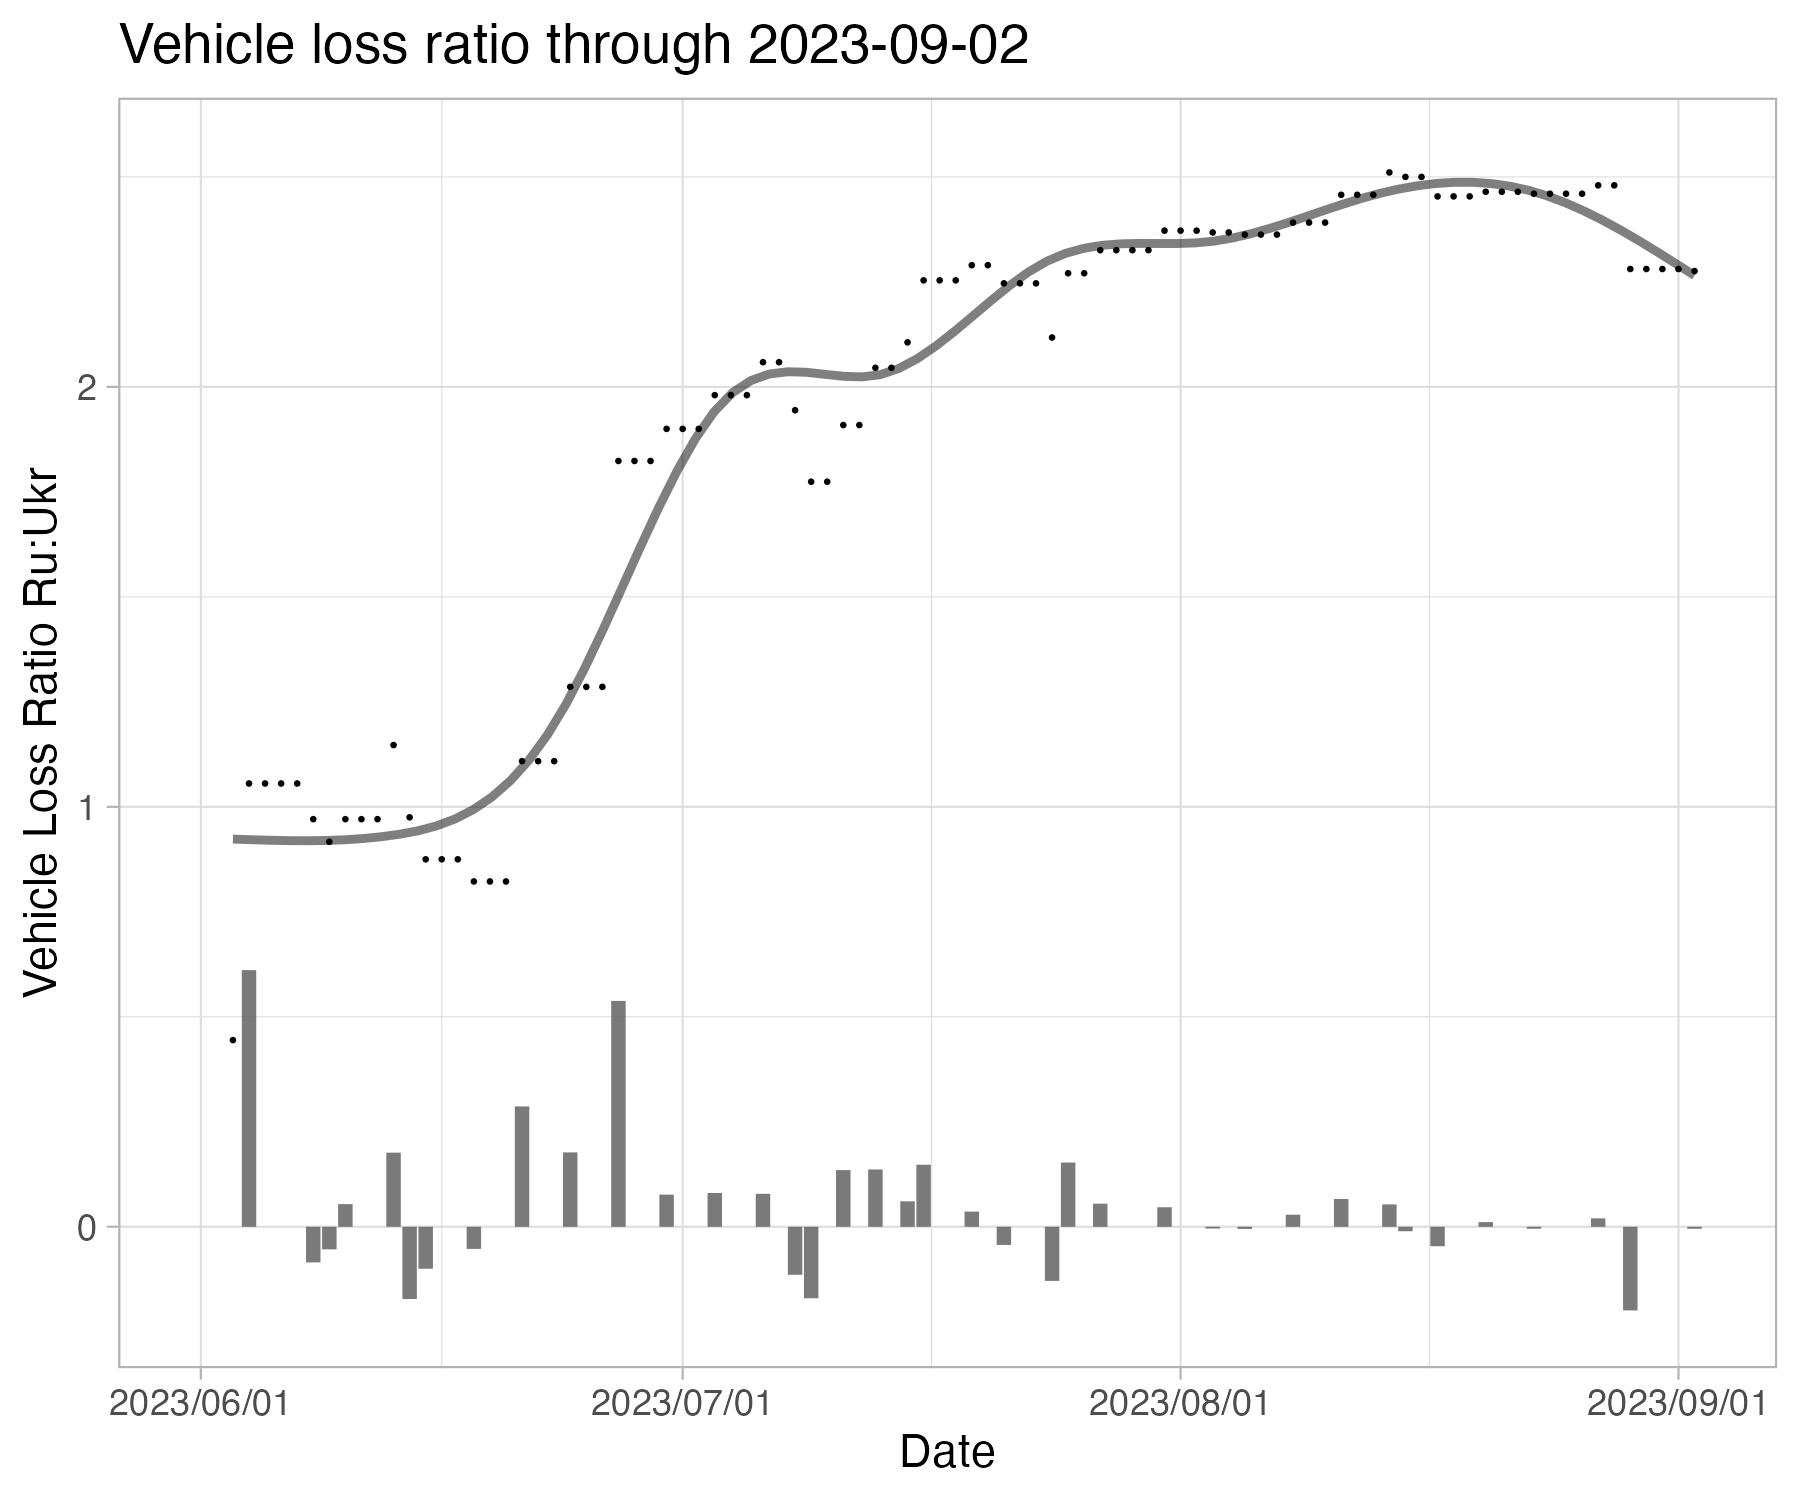 Vehicle loss ratio through 2023-09-02
Vehicle Loss Ratio Ru:Ukr
2
1
0
2023/06/01
2023/07/01
2023/08/01
2023/09/01
Date